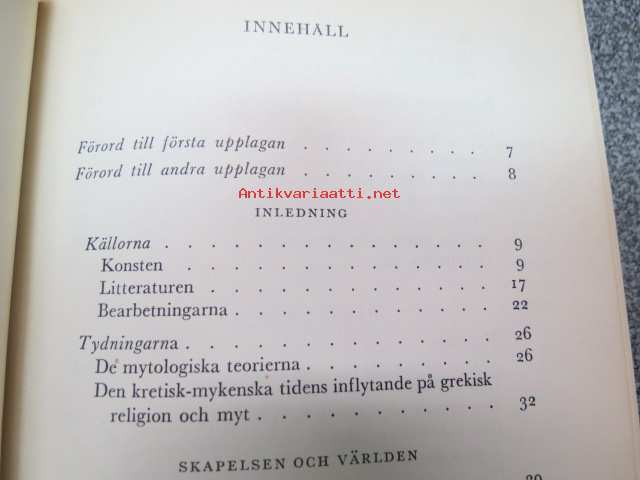 INNEHÅLL
Förord till första upplagan . . . . . . . . . . 7
Förord till andra upplagan . . . . . . . . . . 8
Antikvariaatti.net
INLEDNING
Källorna . . . . . . . . . . . . . . . . 9
Konsten . . . . . . . . . . . . . . . 9
Litteraturen . . . . . . . . . . . . . 17
Bearbetningarna . . . . . . . . . . . . 22
Tydningarna . . . . . . . . . . . . . . 26
De mytologiska teorierna . . . . . . . . . 26
Den kretisk-mykenska tidens inflytande på grekisk
religion och myt . . . . . . . . . . 32
SKAPELSEN OCH VÄRLDEN